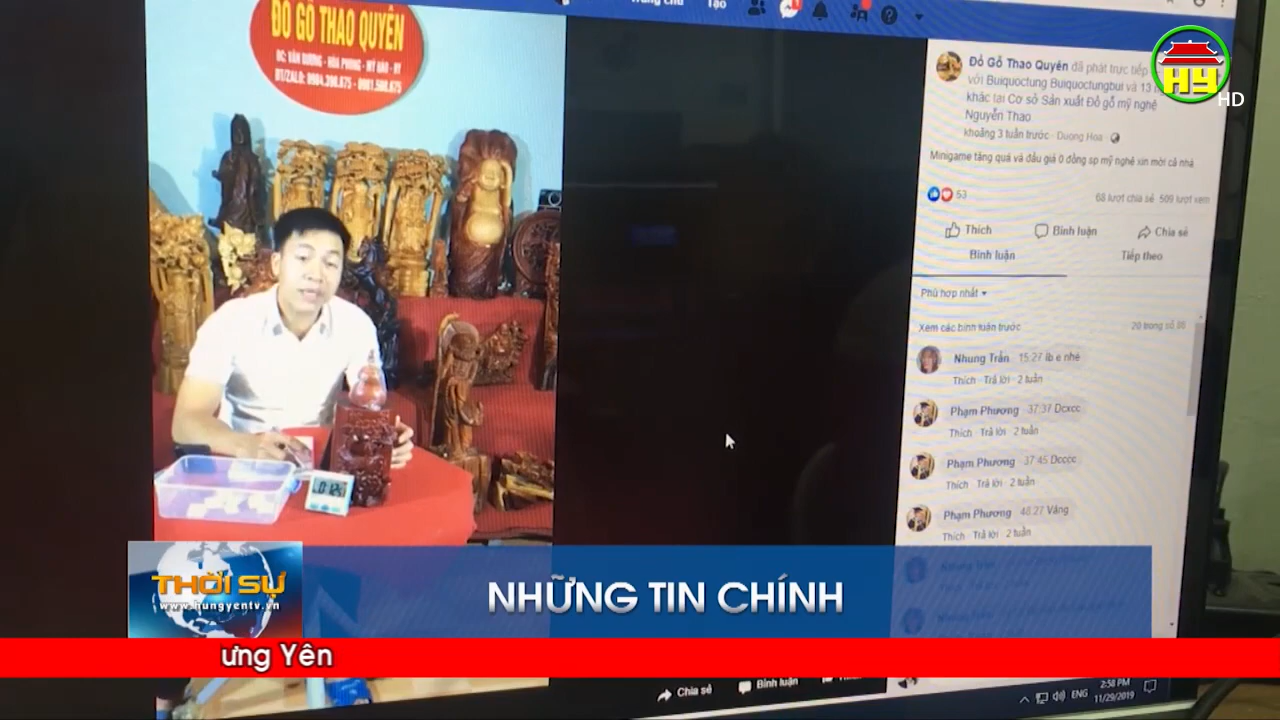 ĐỒ GỖ THAO QUYÊN
Trang chủ
Tạo
Đồ Gỗ Thao Quyên đã phát trực tiếp
với Buiquoctung Buiquoctungbui và 13
khác tại Cơ sở Sản xuất Đồ gỗ mỹ nghệ
Nguyễn Thao
khoảng 3 tuần trước · Duong Hoa
Minigame tặng quà và đấu giá 0 đồng sp mỹ nghệ xin mời cả nhà
53
68 lượt chia sẻ 509 lượt xem
Thích
Bình luận
Chia sẻ
Bình luận
Tiếp theo
Phù hợp nhất
Xem các bình luận trước
20 trong số
Nhung Trần 15:27 ib e nhé
Thích · Trả lời · 2 tuần
Phạm Phương 37:37 Dcxcc
Thích · Trả lời · 2 tuần
Phạm Phương 37:45 Dcccc
Thích · Trả lời · 2 tuần
Phạm Phương 48:27 Vâng
Thích · Trả lời · 2 tuần
HY
HD
THỜI SỰ
www.hungyentv.vn
NHỮNG TIN CHÍNH
ưng Yên
Chia sẻ
Bình luận
ENG
2:58 PM
11/29/2019